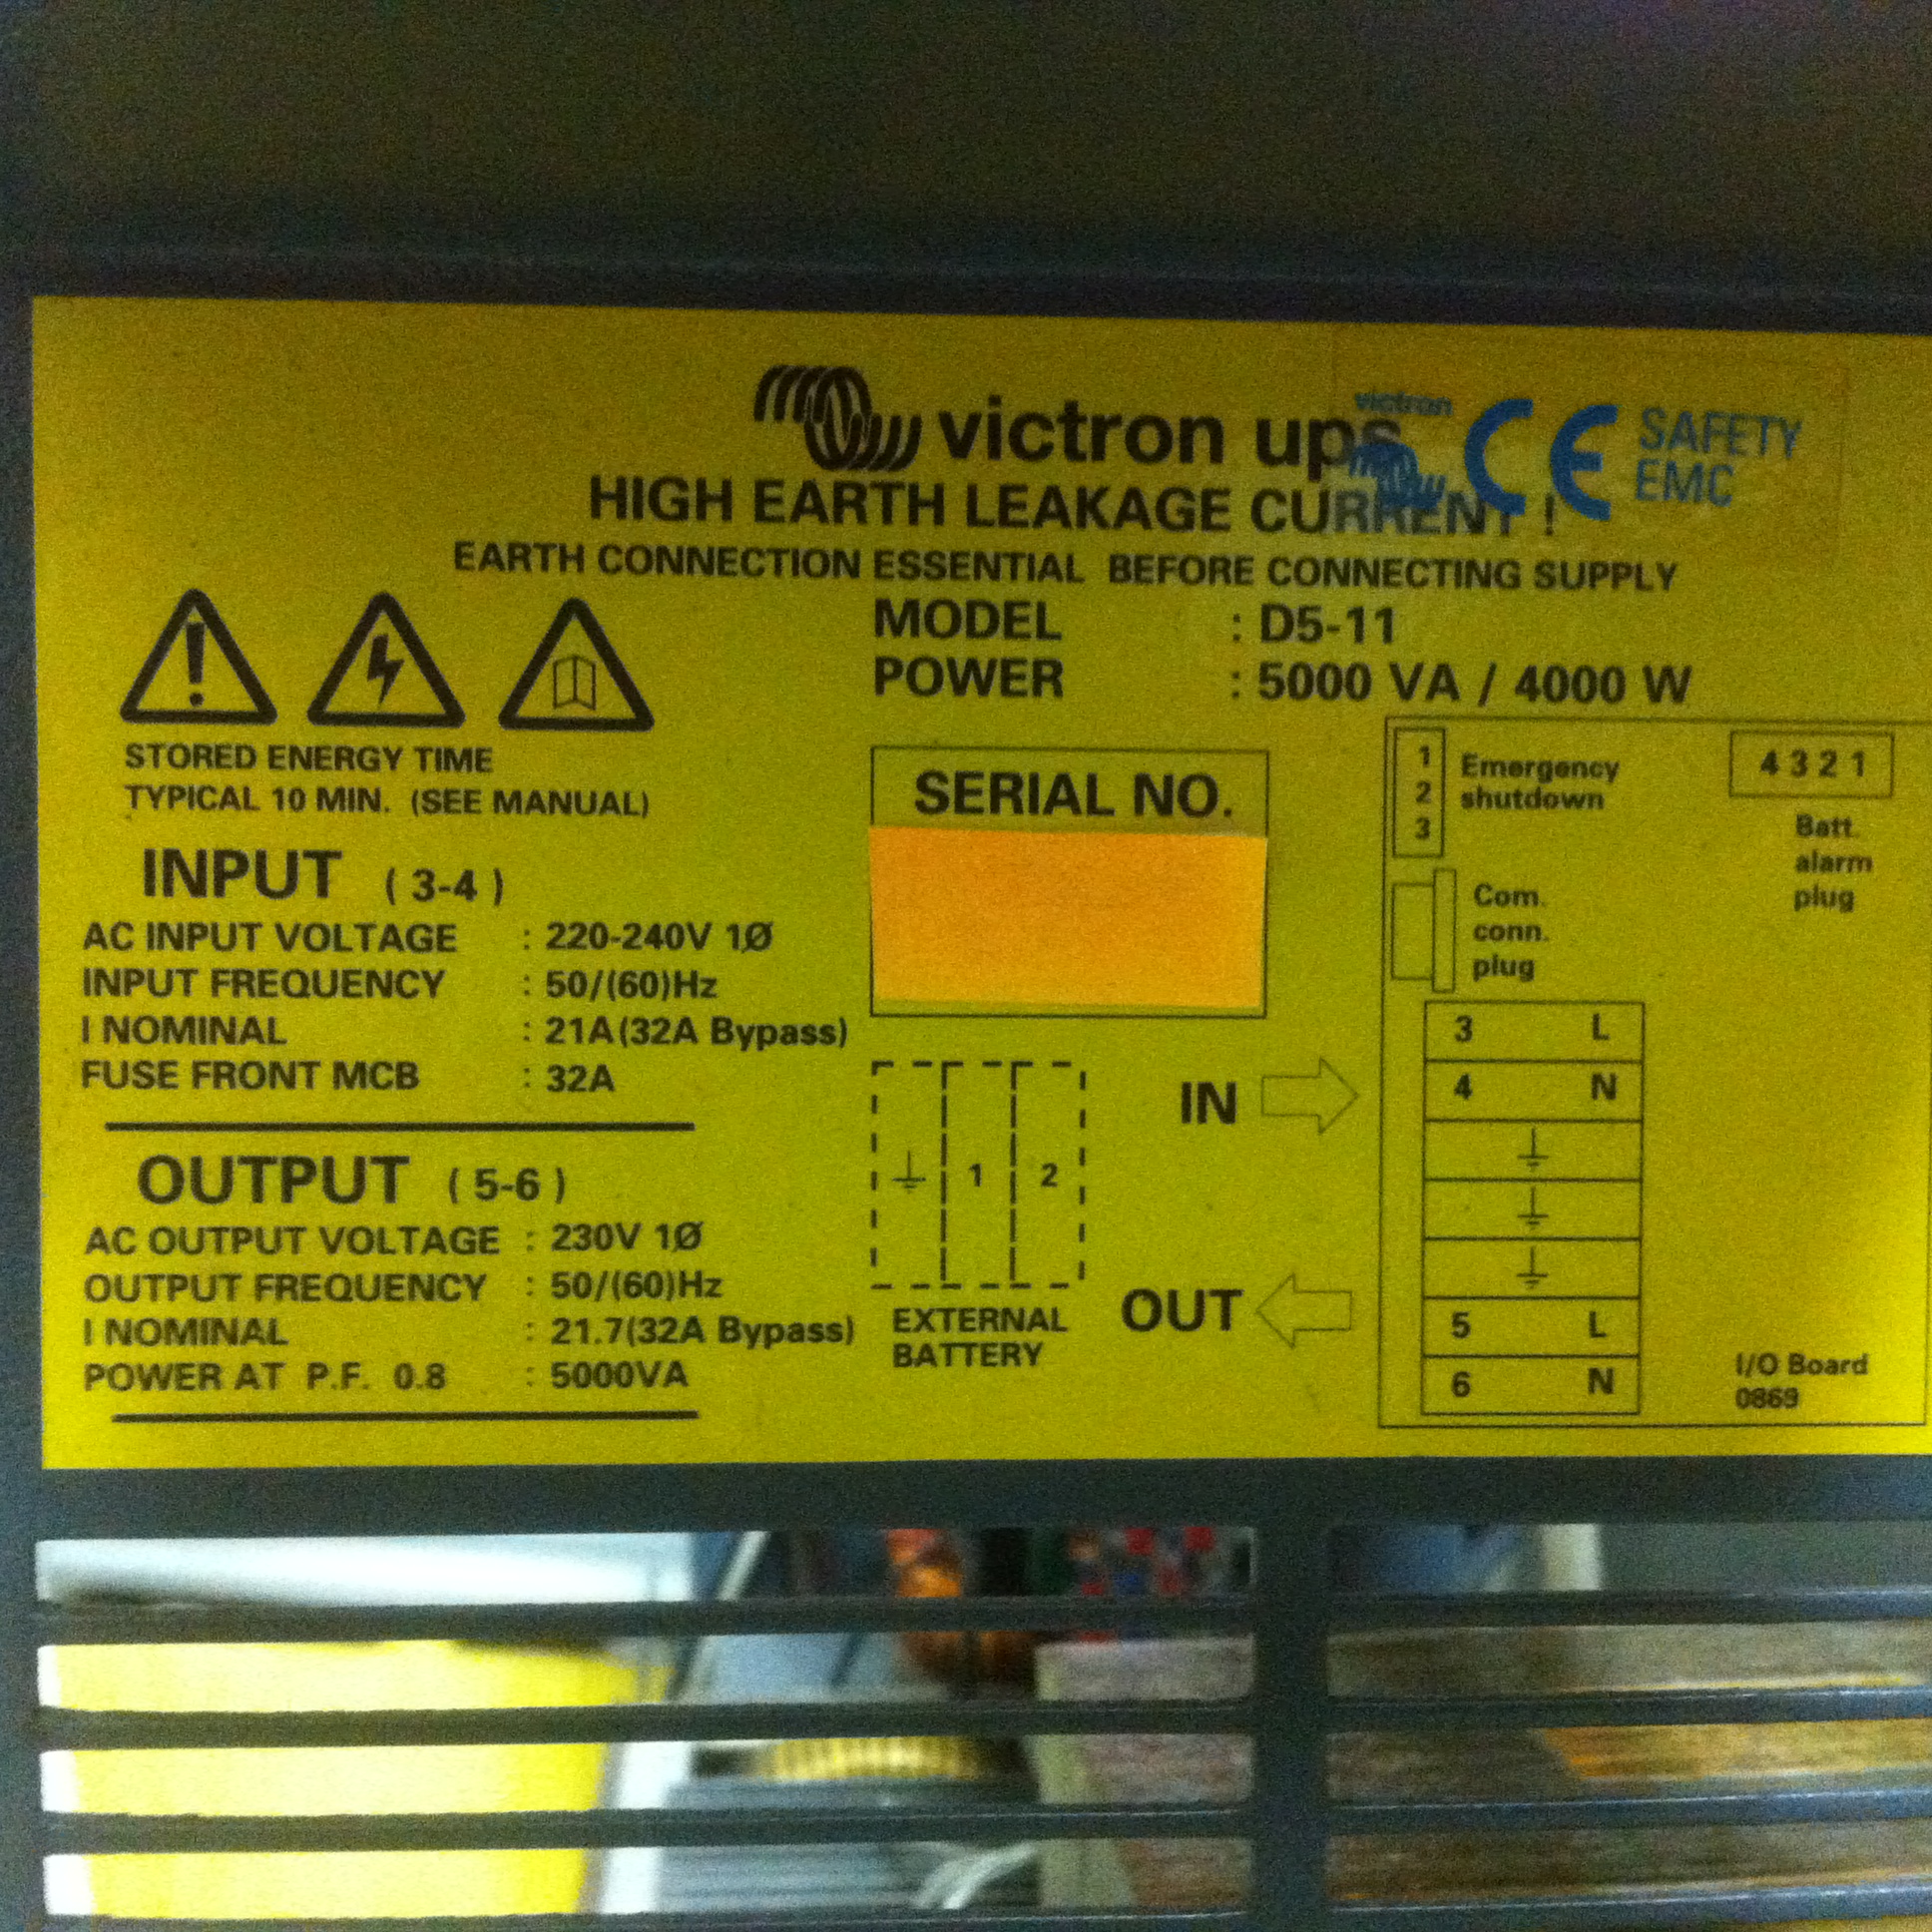 victron ups
victron
CE SAFETY
EMC
HIGH EARTH LEAKAGE CURRENT !
EARTH CONNECTION ESSENTIAL BEFORE CONNECTING SUPPLY
MODEL : D5-11
POWER : 5000 VA / 4000 W
STORED ENERGY TIME
TYPICAL 10 MIN. (SEE MANUAL)
INPUT ( 3-4 )
AC INPUT VOLTAGE : 220-240V 1Ø
INPUT FREQUENCY : 50/(60)Hz
I NOMINAL : 21A(32A Bypass)
FUSE FRONT MCB : 32A
OUTPUT ( 5-6 )
AC OUTPUT VOLTAGE : 230V 1Ø
OUTPUT FREQUENCY : 50/(60)Hz
I NOMINAL : 21.7(32A Bypass)
POWER AT P.F. 0.8 : 5000VA
SERIAL NO.
1 2
EXTERNAL
BATTERY
IN
OUT
1
2
3
Emergency
shutdown
4 3 2 1
Batt.
alarm
plug
Com.
conn.
plug
3 L
4 N
5 L
6 N
I/O Board
0869